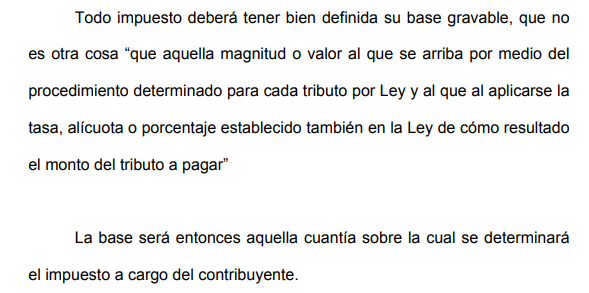 Todo impuesto deberá tener bien definida su base gravable, que no
es otra cosa “que aquella magnitud o valor al que se arriba por medio del
procedimiento determinado para cada tributo por Ley y al que al aplicarse la
tasa, alícuota o porcentaje establecido también en la Ley de cómo resultado
el monto del tributo a pagar”
La base será entonces aquella cuantía sobre la cual se determinará
el impuesto a cargo del contribuyente.